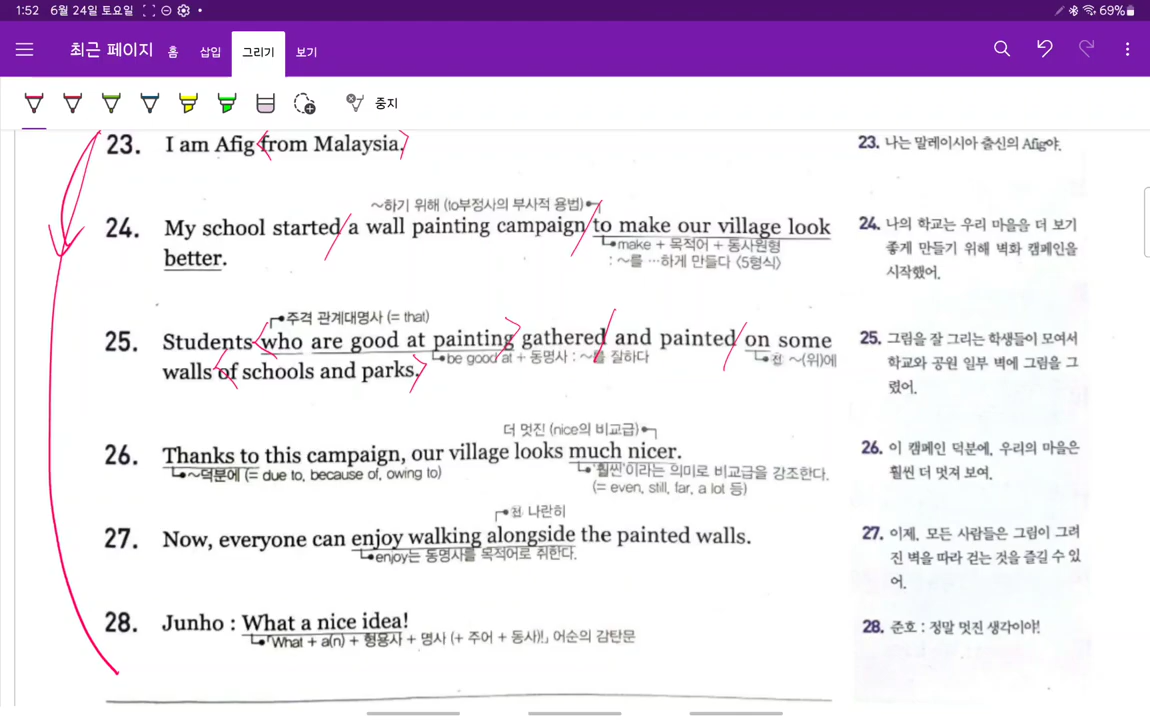 1:52 6월 24일 토요일 69%
최근 페이지 홈 삽입 그리기 보기
중지
23. I am Afig from Malaysia.
23. 나는 말레이시아 출신의 Afig야.
~하기 위해 (to부정사의 부사적 용법)
24. My school started a wall painting campaign to make our village look
make + 목적어 + 동사원형
better.
: ~를 …하게 만들다 〈5형식〉
24. 나의 학교는 우리 마을을 더 보기
좋게 만들기 위해 벽화 캠페인을
시작했어.
주격 관계대명사 (= that)
25. Students who are good at painting gathered and painted on some
be good at + 동명사 : ~를 잘하다
전 ~(위)에
walls of schools and parks.
25. 그림을 잘 그리는 학생들이 모여서
학교와 공원 일부 벽에 그림을 그
렸어.
더 멋진 (nice의 비교급)
26. Thanks to this campaign, our village looks much nicer.
~덕분에 (= due to, because of, owing to)
'훨씬'이라는 의미로 비교급을 강조한다.
(= even, still, far, a lot 등)
26. 이 캠페인 덕분에, 우리의 마을은
훨씬 더 멋져 보여.
전 나란히
27. Now, everyone can enjoy walking alongside the painted walls.
enjoy는 동명사를 목적어로 취한다.
27. 이제, 모든 사람들은 그림이 그려
진 벽을 따라 걷는 것을 즐길 수 있
어.
28. Junho : What a nice idea!
「What + a(n) + 형용사 + 명사 (+ 주어 + 동사)!」 어순의 감탄문
28. 준호 : 정말 멋진 생각이야!